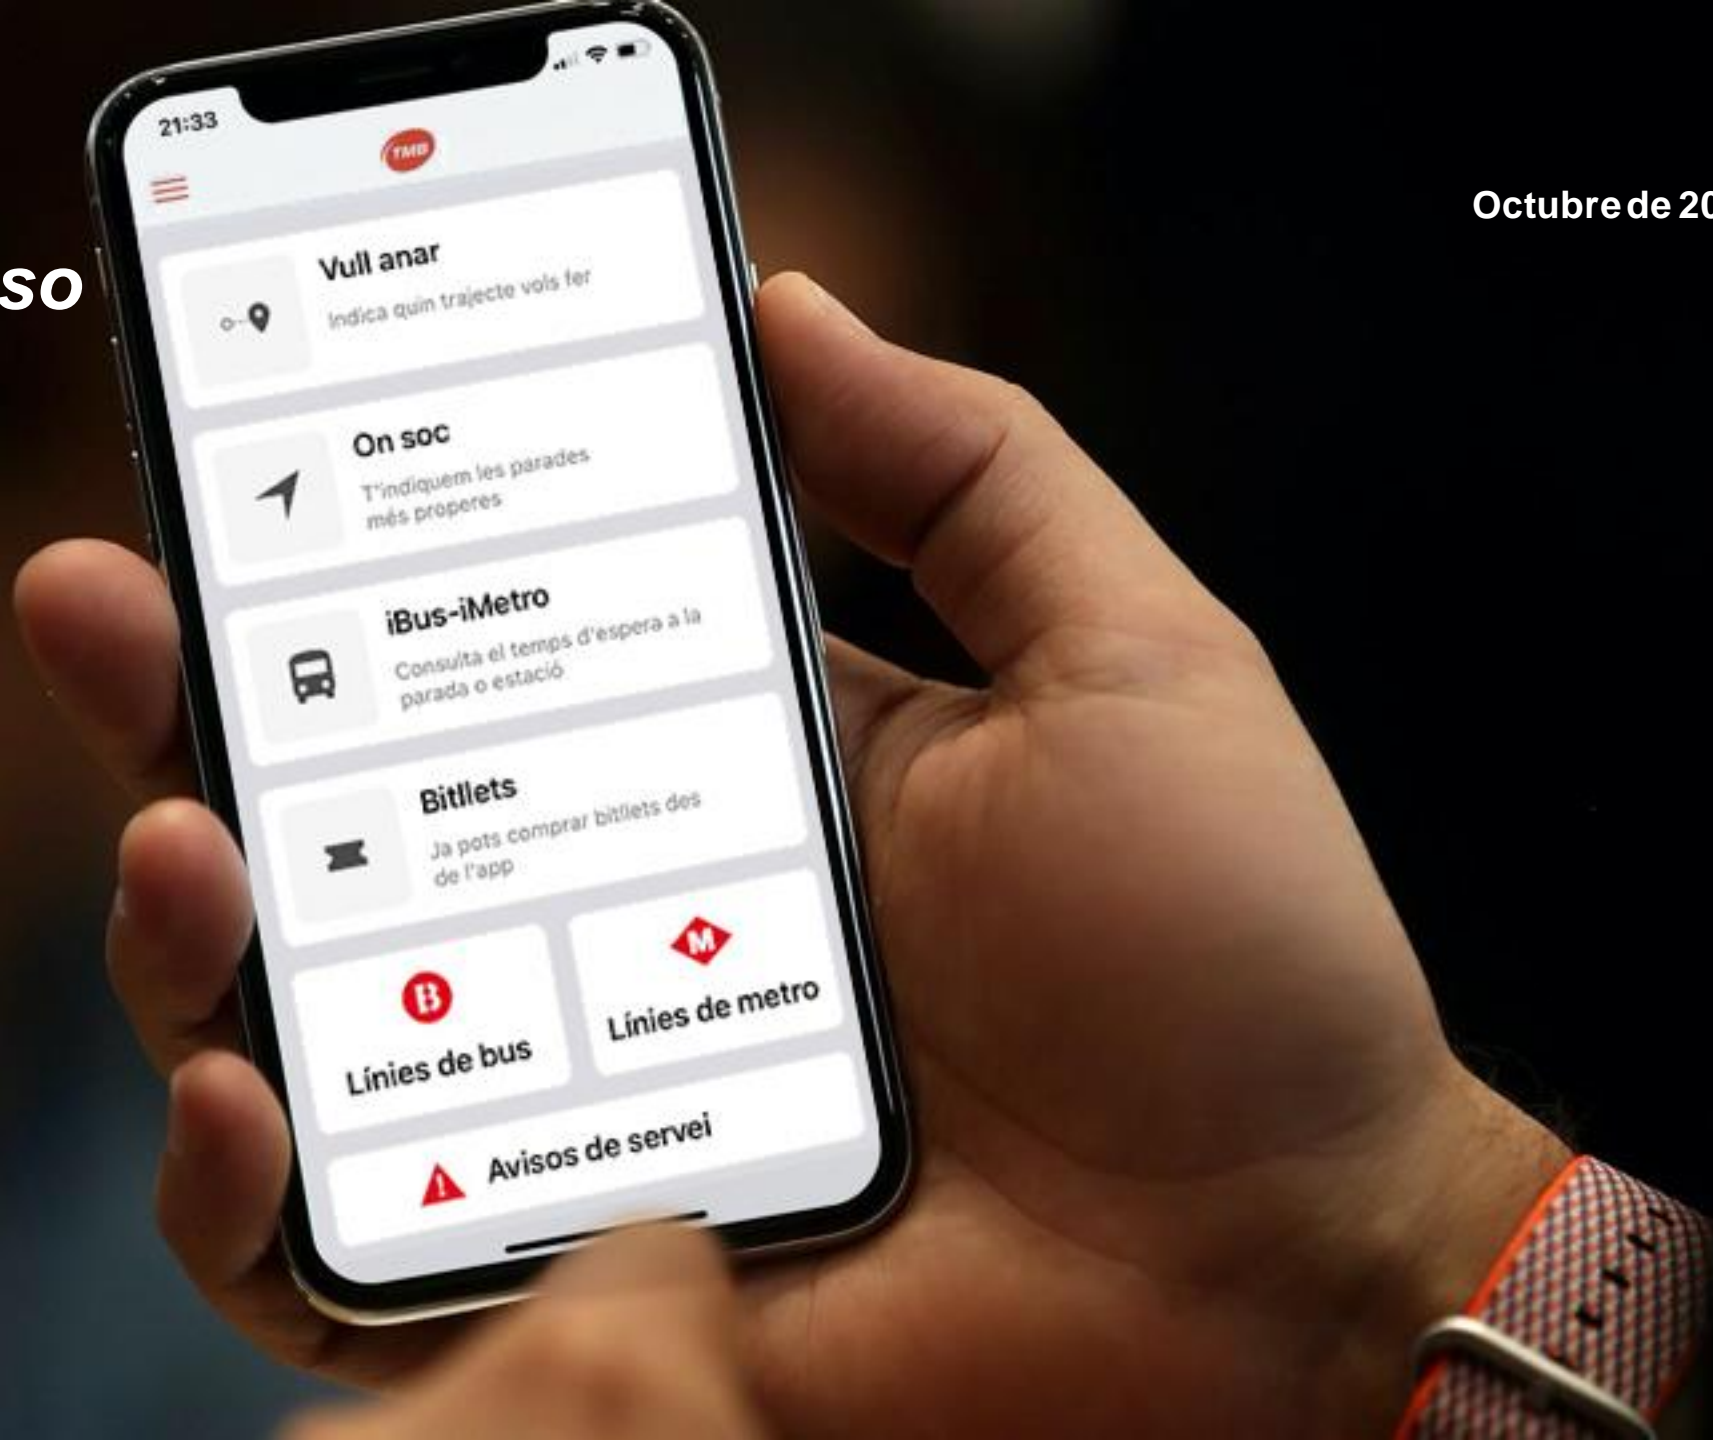 21:33
TMB
Octubre de 20
so
Vull anar
Indica quin trajecte vols fer
On soc
T'indiquem les parades
més properes
iBus-iMetro
Consulta el temps d'espera a la
parada o estació
Bitllets
Ja pots comprar bitllets des
de l'app
B
M
Línies de bus
Línies de metro
Avisos de servei